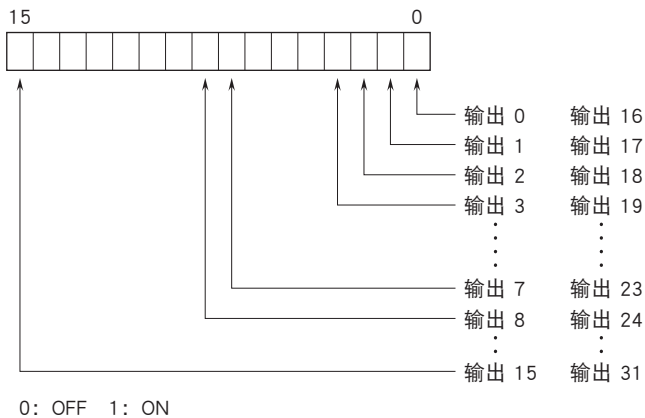 15 0
输出 0 输出 16
输出 1 输出 17
输出 2 输出 18
输出 3 输出 19
输出 7 输出 23
输出 8 输出 24
输出 15 输出 31
0: OFF 1: ON